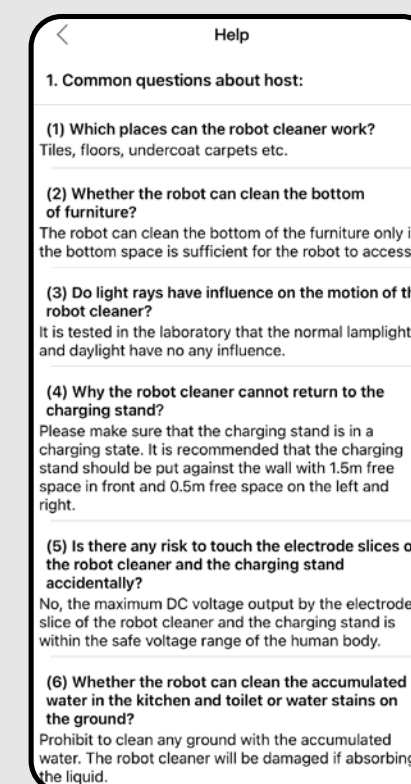 Help
1. Common questions about host:
(1) Which places can the robot cleaner work?
Tiles, floors, undercoat carpets etc.
(2) Whether the robot can clean the bottom
of furniture?
The robot can clean the bottom of the furniture only i
the bottom space is sufficient for the robot to access
(3) Do light rays have influence on the motion of th
robot cleaner?
It is tested in the laboratory that the normal lamplight
and daylight have no any influence.
(4) Why the robot cleaner cannot return to the
charging stand?
Please make sure that the charging stand is in a
charging state. It is recommended that the charging
stand should be put against the wall with 1.5m free
space in front and 0.5m free space on the left and
right.
(5) Is there any risk to touch the electrode slices o
the robot cleaner and the charging stand
accidentally?
No, the maximum DC voltage output by the electrode
slice of the robot cleaner and the charging stand is
within the safe voltage range of the human body.
(6) Whether the robot can clean the accumulated
water in the kitchen and toilet or water stains on
the ground?
Prohibit to clean any ground with the accumulated
water. The robot cleaner will be damaged if absorbing
the liquid.